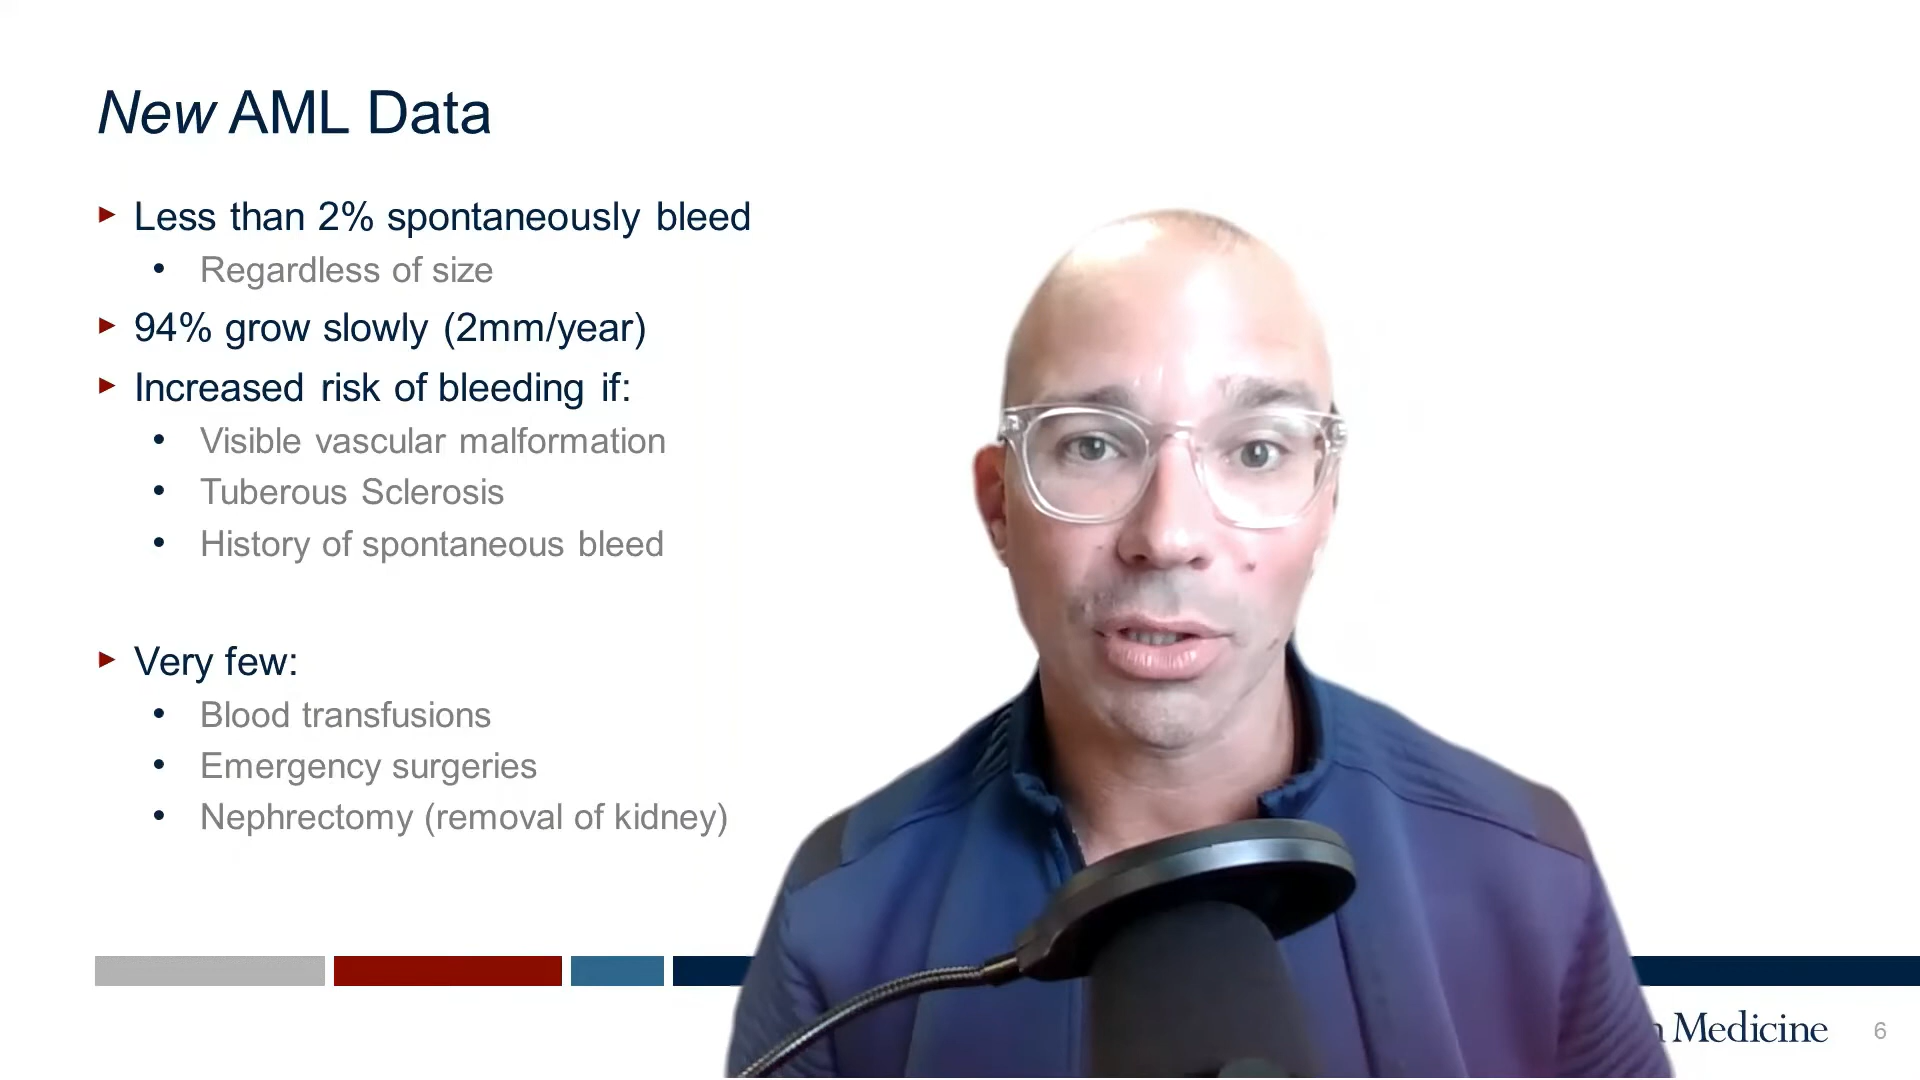 New AML Data
Less than 2% spontaneously bleed
Regardless of size
94% grow slowly (2mm/year)
Increased risk of bleeding if:
Visible vascular malformation
Tuberous Sclerosis
History of spontaneous bleed
Very few:
Blood transfusions
Emergency surgeries
Nephrectomy (removal of kidney)
Medicine
6